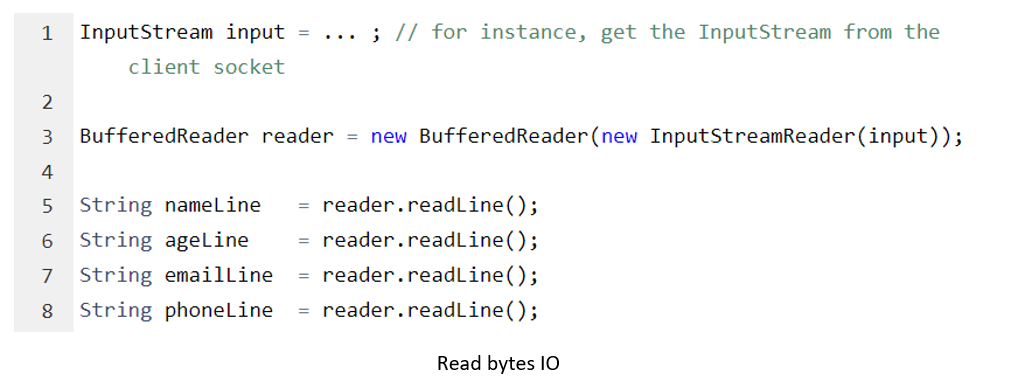 1 InputStream input = ... ; // for instance, get the InputStream from the
client socket
2
3 BufferedReader reader = new BufferedReader(new InputStreamReader(input));
4
5 String nameLine   = reader.readLine();
6 String ageLine    = reader.readLine();
7 String emailLine  = reader.readLine();
8 String phoneLine  = reader.readLine();
Read bytes IO